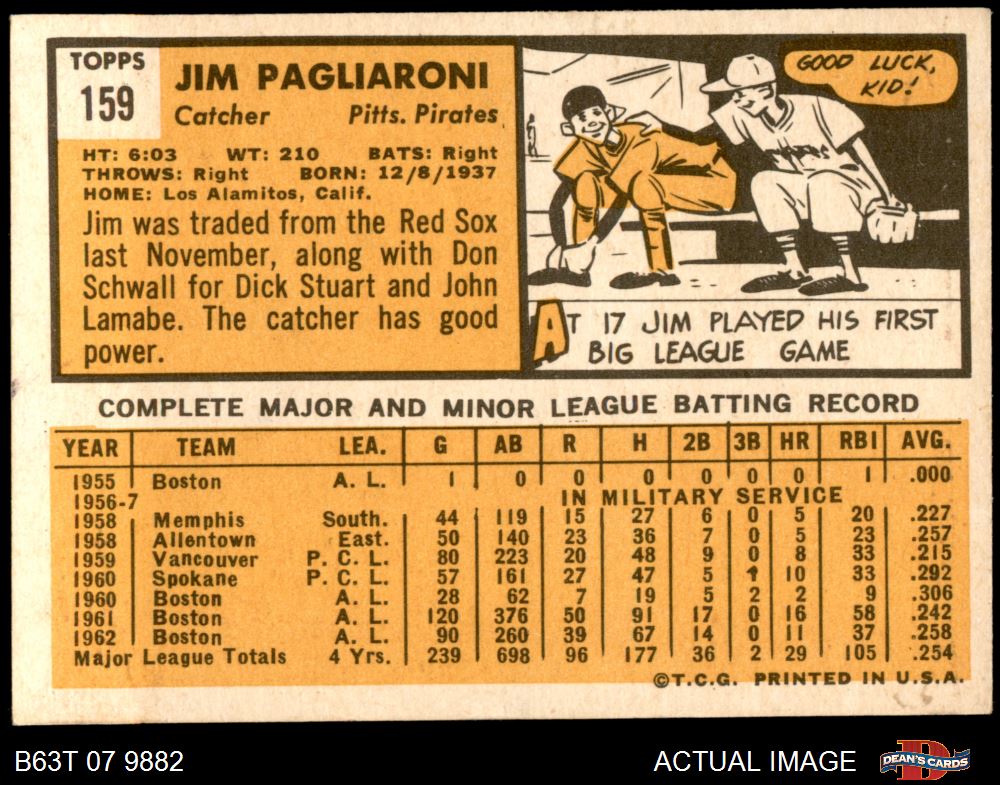 TOPPS
159
JIM PAGLIARONI
Catcher Pitts. Pirates
HT: 6:03 WT: 210 BATS: Right
THROWS: Right BORN: 12/8/1937
HOME: Los Alamitos, Calif.
Jim was traded from the Red Sox
last November, along with Don
Schwall for Dick Stuart and John
Lamabe. The catcher has good
power.
GOOD LUCK,
KID!
AT 17 JIM PLAYED HIS FIRST
BIG LEAGUE GAME
COMPLETE MAJOR AND MINOR LEAGUE BATTING RECORD
YEAR TEAM LEA. G AB R H 2B 3B HR RBI AVG.
1955 Boston A. L. 1 0 0 0 0 0 0 1 .000
1956-7 IN MILITARY SERVICE
1958 Memphis South. 44 119 15 27 6 0 5 20 .227
1958 Allentown East. 50 140 23 36 7 0 5 23 .257
1959 Vancouver P. C. L. 80 223 20 48 9 0 8 33 .215
1960 Spokane P. C. L. 57 161 27 47 5 1 10 33 .292
1960 Boston A. L. 28 62 7 19 5 2 2 9 .306
1961 Boston A. L. 120 376 50 91 17 0 16 58 .242
1962 Boston A. L. 90 260 39 67 14 0 11 37 .258
Major League Totals 4 Yrs. 239 698 96 177 36 2 29 105 .254
©T.C.G. PRINTED IN U.S.A.
B63T 07 9882 ACTUAL IMAGE DEAN'S CARDS